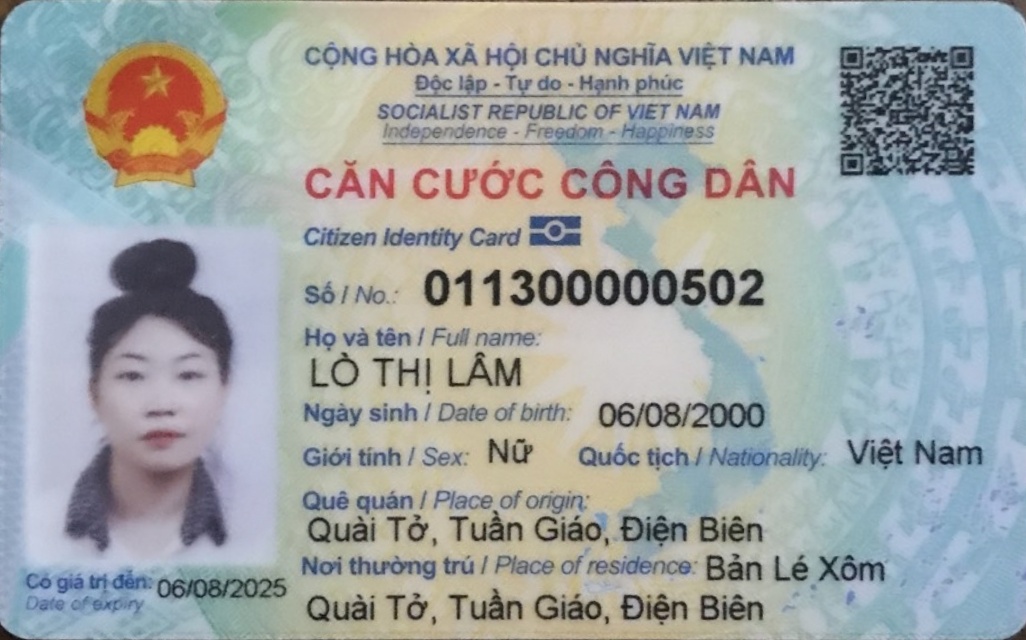 CỘNG HÒA XÃ HỘI CHỦ NGHĨA VIỆT NAM
Độc lập - Tự do - Hạnh phúc
SOCIALIST REPUBLIC OF VIET NAM
Independence - Freedom - Happiness
CĂN CƯỚC CÔNG DÂN
Citizen Identity Card
Số / No.: 011300000502
Họ và tên / Full name:
LÒ THỊ LÂM
Ngày sinh / Date of birth: 06/08/2000
Giới tính / Sex: Nữ Quốc tịch / Nationality: Việt Nam
Quê quán / Place of origin:
Quài Tở, Tuần Giáo, Điện Biên
Nơi thường trú / Place of residence: Bản Lé Xôm
Quài Tở, Tuần Giáo, Điện Biên
Có giá trị đến: 06/08/2025
Date of expiry